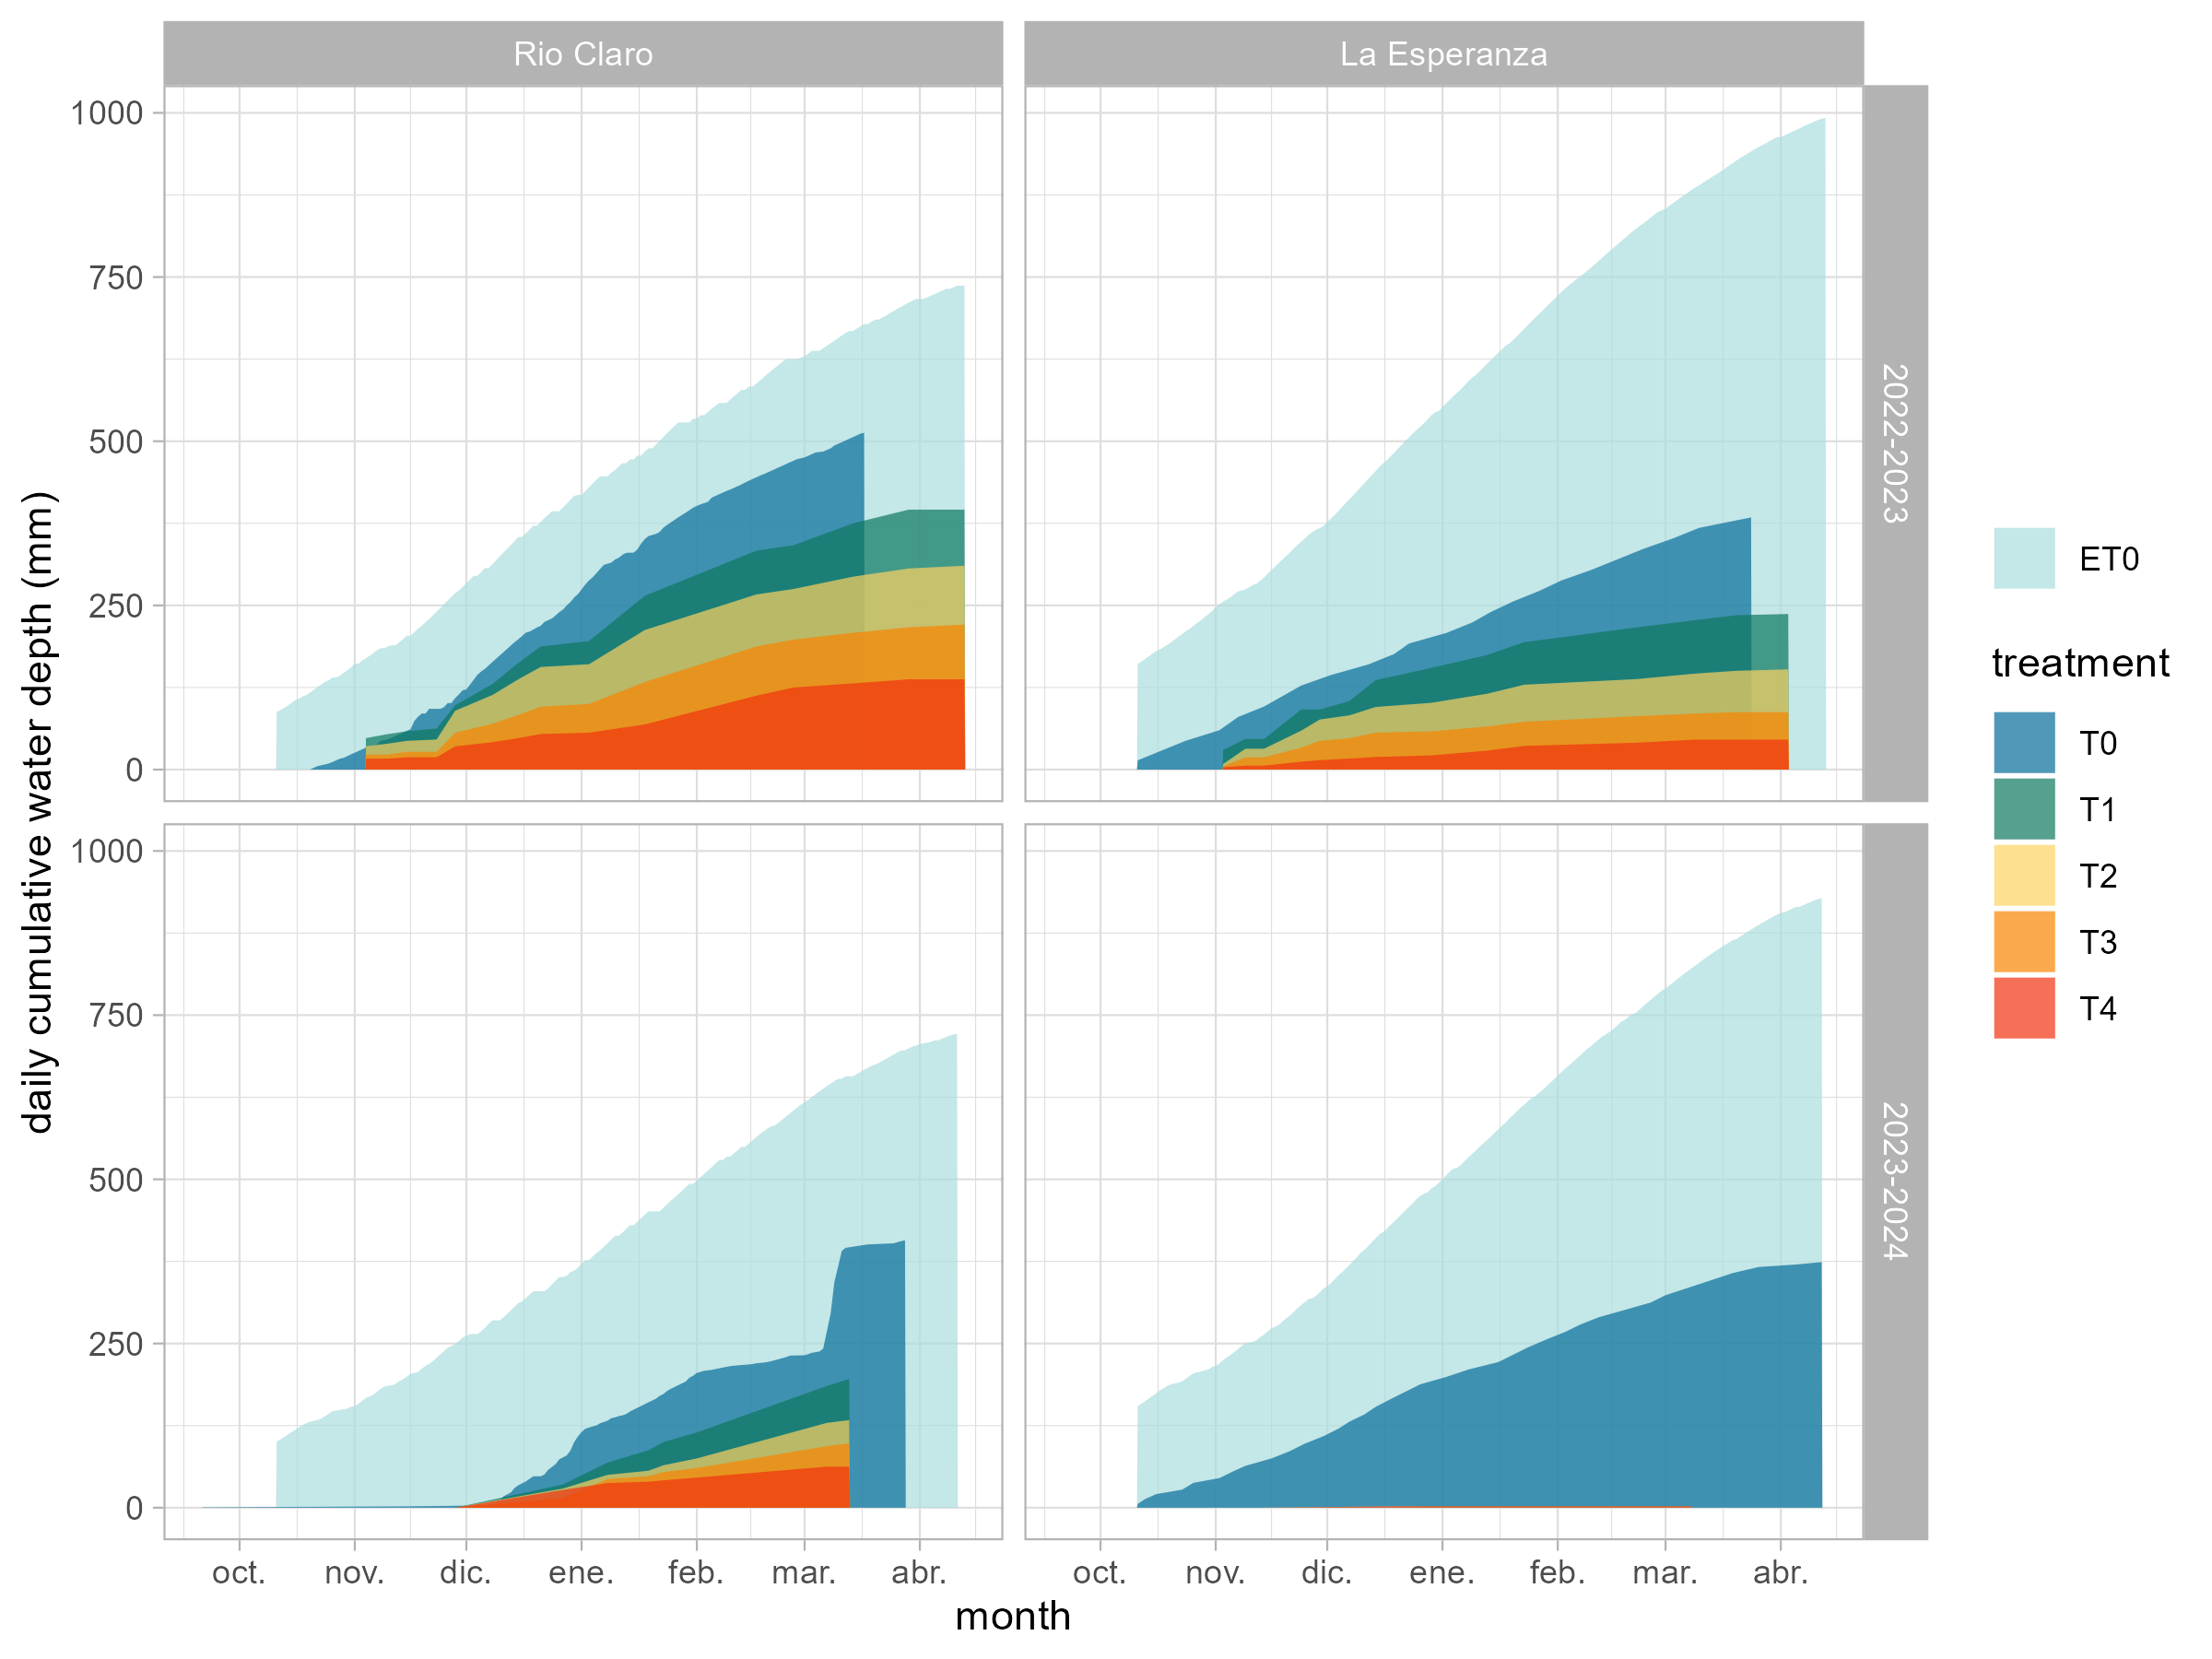 Rio Claro
La Esperanza
1000
750
500
250
0
2022-2023
1000
750
500
250
0
2023-2024
daily cumulative water depth (mm)
oct. nov. dic. ene. feb. mar. abr.
oct. nov. dic. ene. feb. mar. abr.
month
ET0
treatment
T0
T1
T2
T3
T4